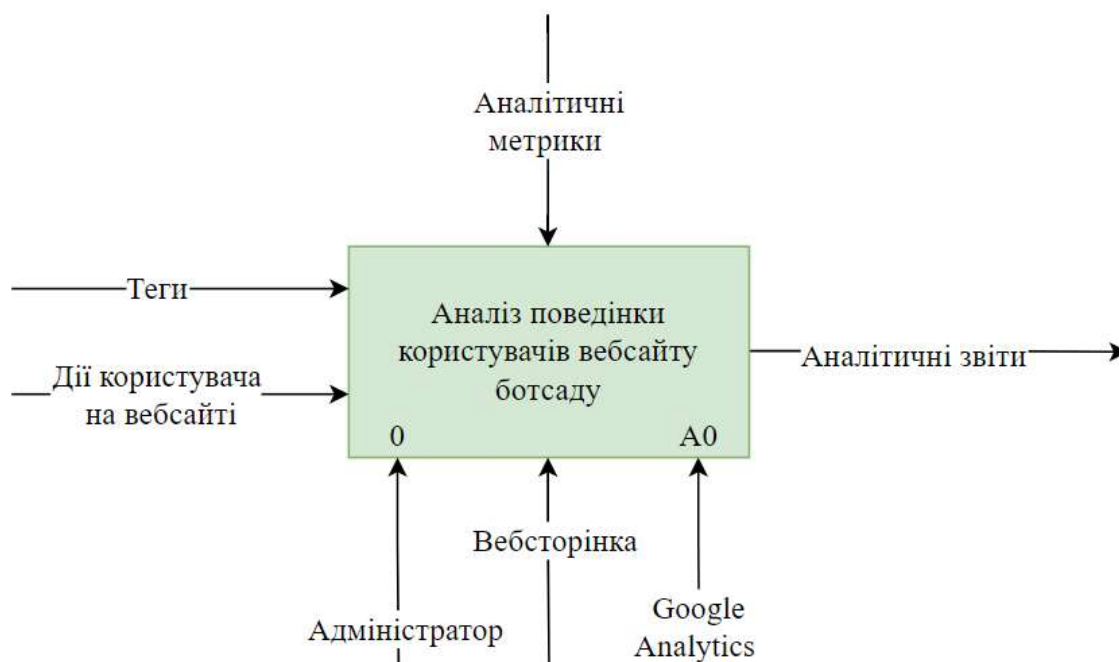 Аналітичні
метрики
Теги
Дії користувача
на вебсайті
Аналіз поведінки
користувачів вебсайту
ботсаду
0
A0
Аналітичні звіти
Адміністратор
Вебсторінка
Google
Analytics